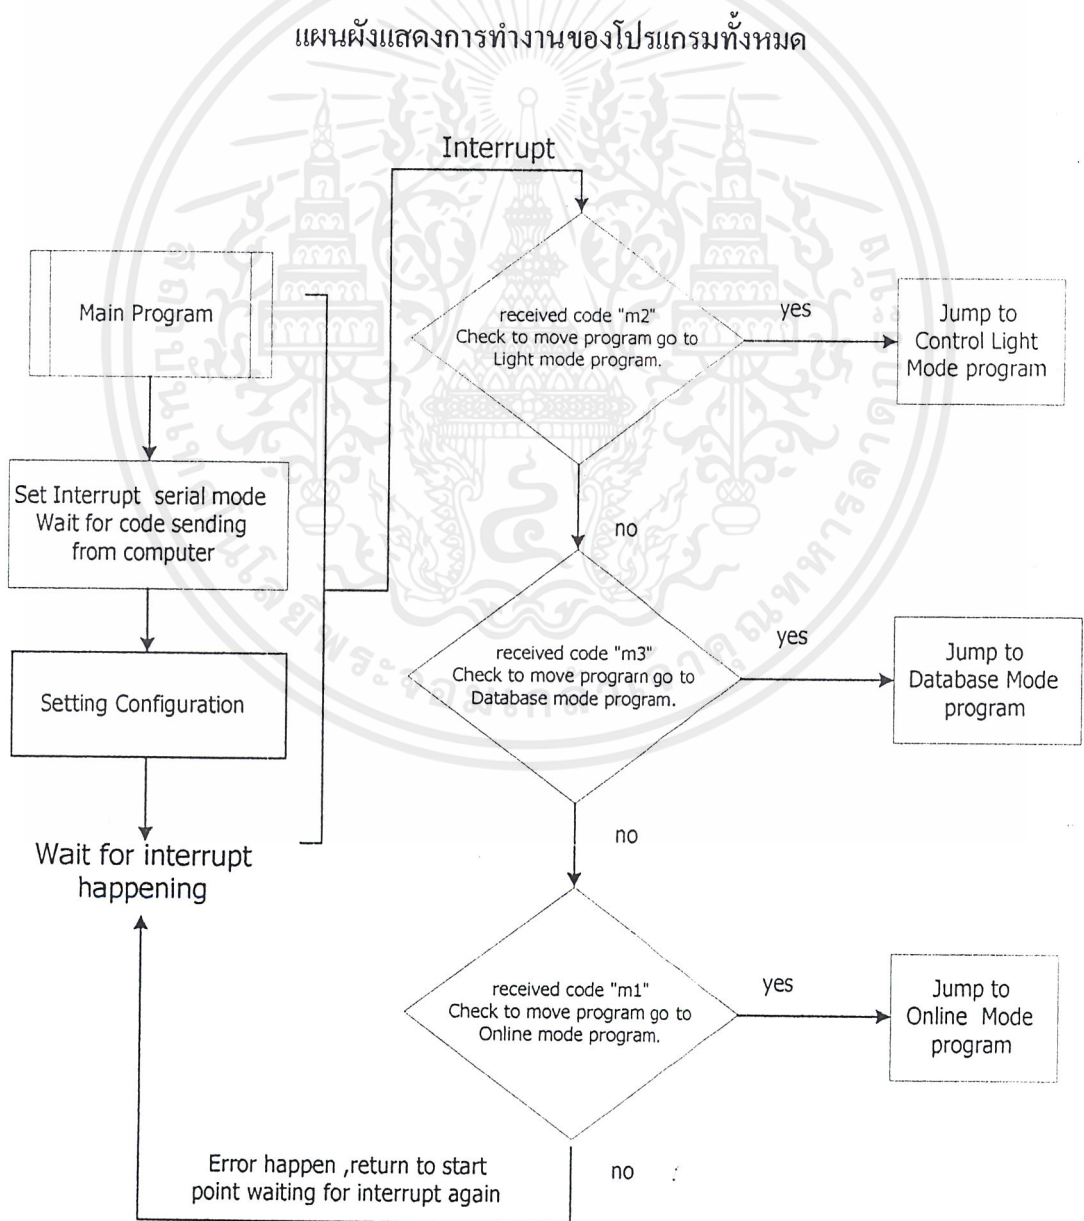 แผนผังแสดงการทำงานของโปรแกรมทั้งหมด
Interrupt
Main Program
Set Interrupt serial mode
Wait for code sending
from computer
Setting Configuration
Wait for interrupt
happening
received code "m2"
Check to move program go to
Light mode program.
yes
Jump to
Control Light
Mode program
no
received code "m3"
Check to move program go to
Database mode program.
yes
Jump to
Database Mode
program
no
received code "m1"
Check to move program go to
Online mode program.
yes
Jump to
Online Mode
program
no
Error happen ,return to start
point waiting for interrupt again